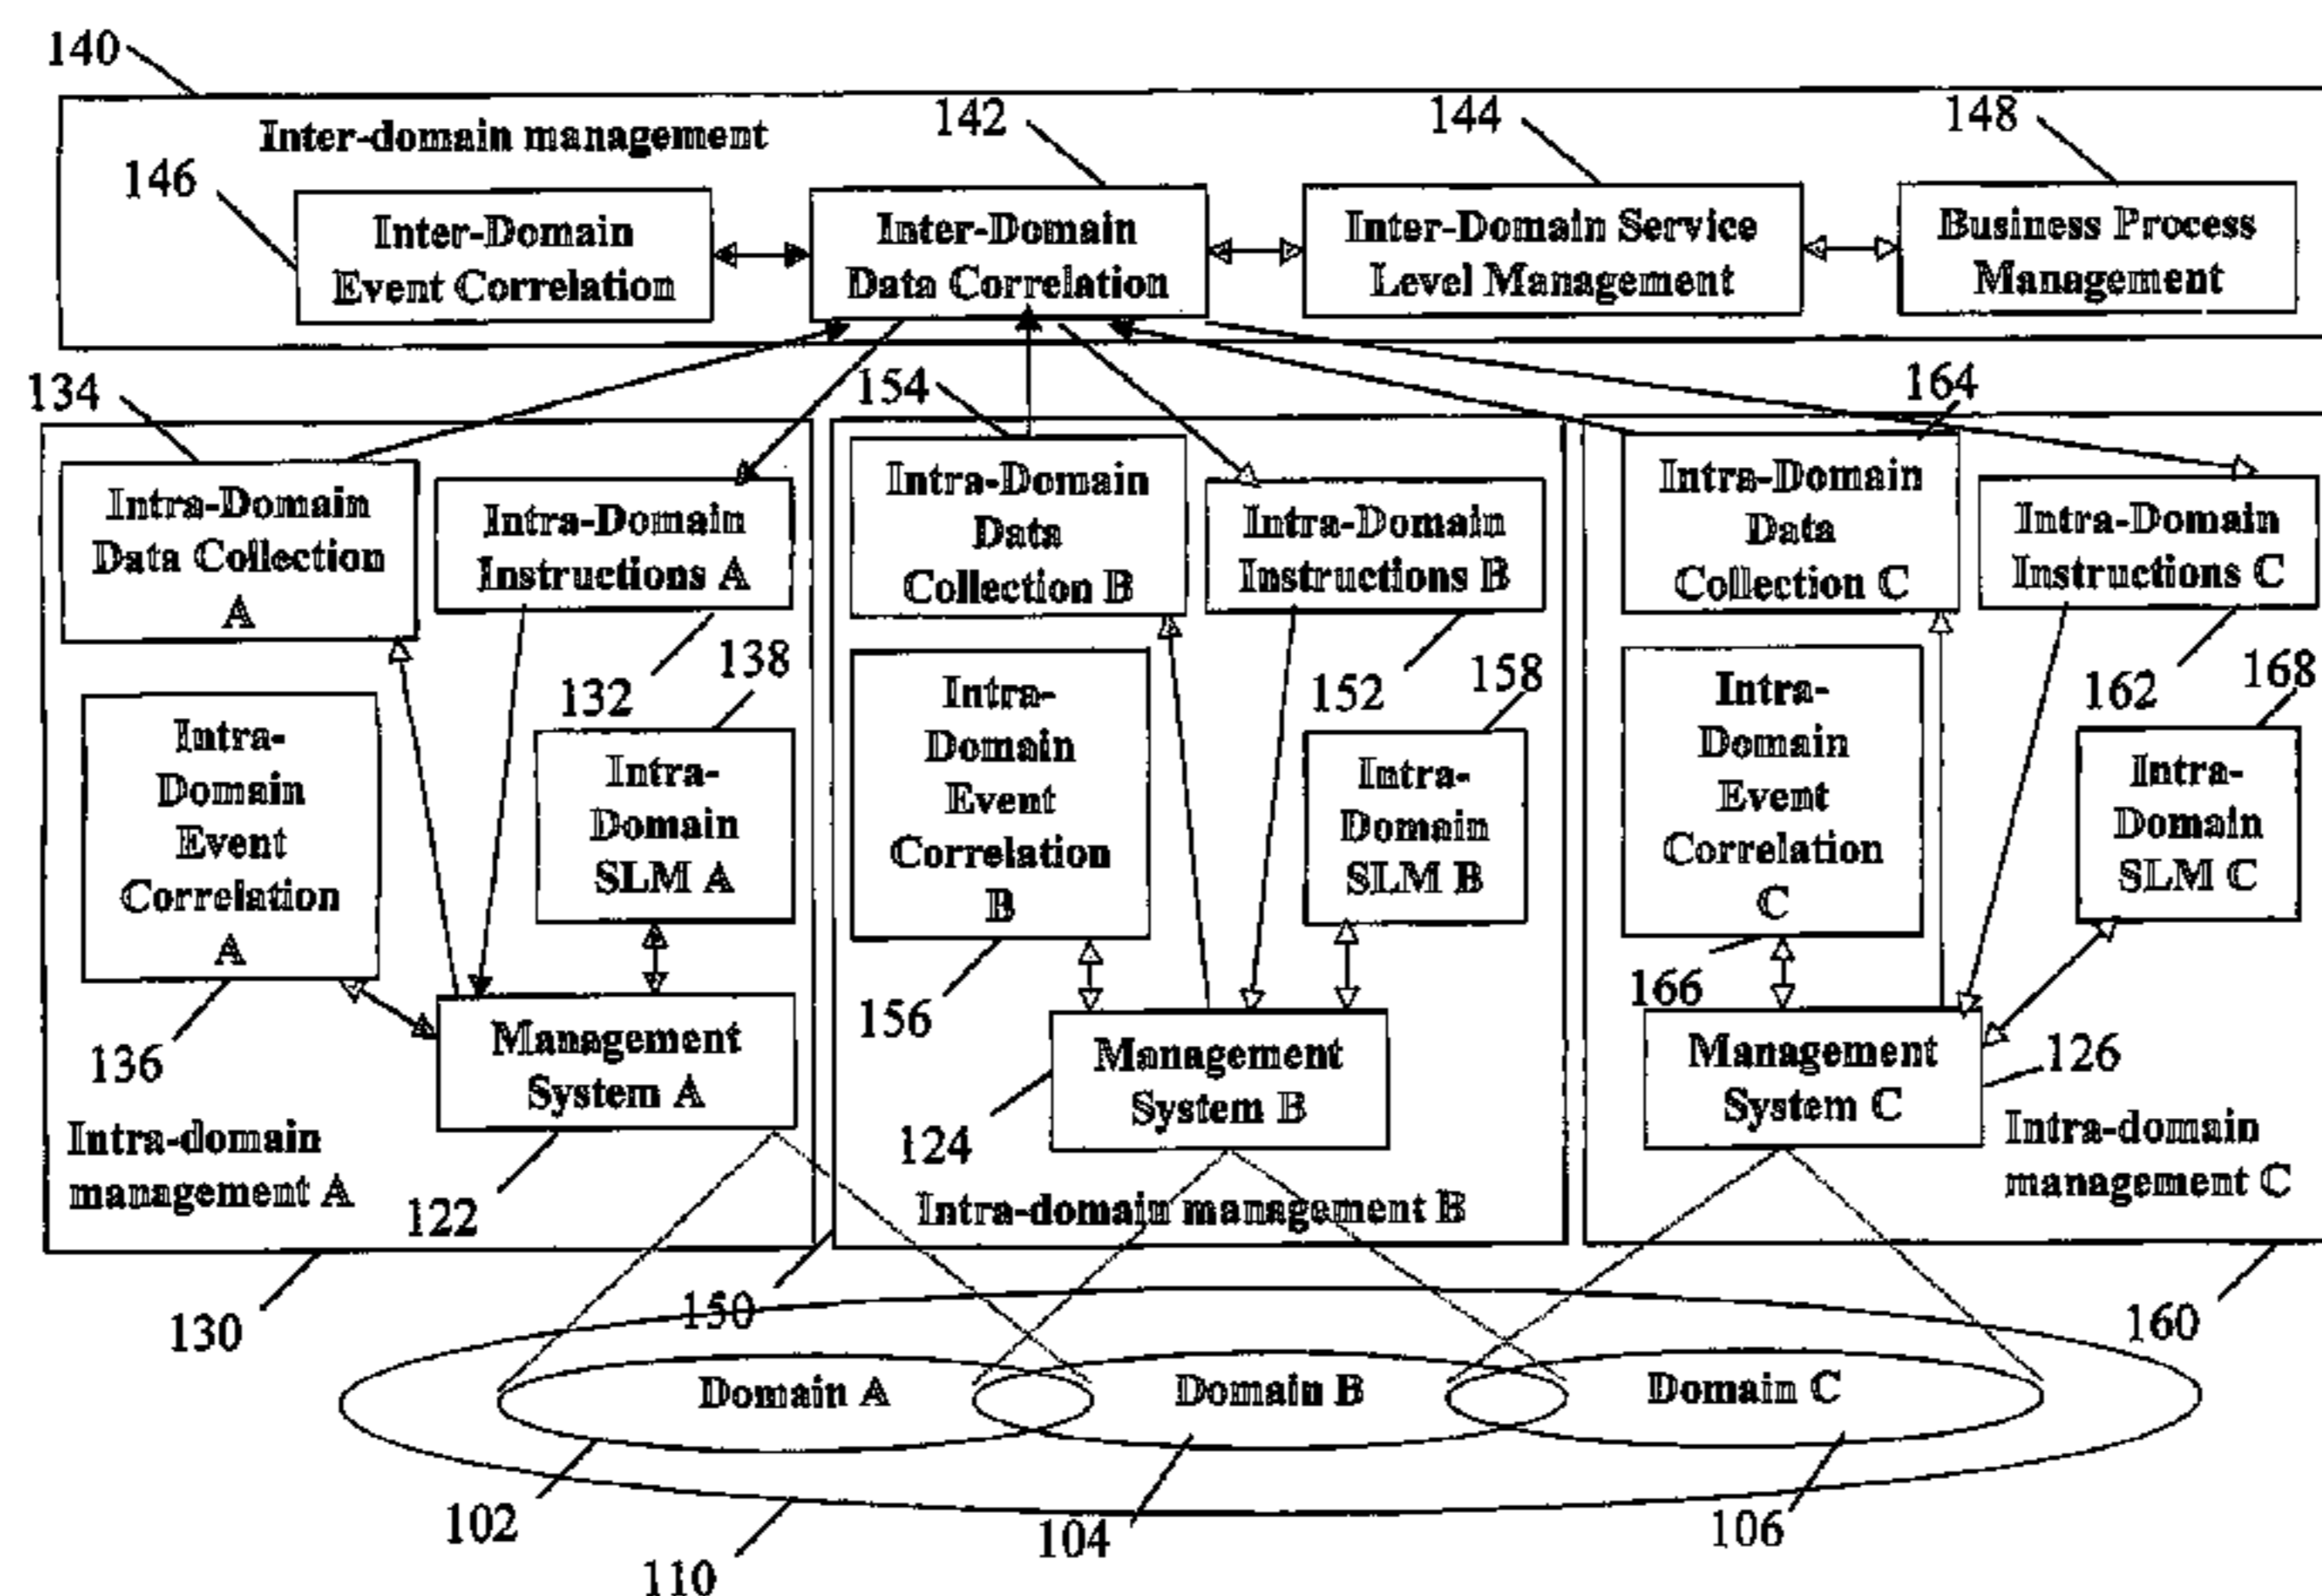 140
Inter-domain management
142
144
148
146
Inter-Domain
Event Correlation
Inter-Domain
Data Correlation
Inter-Domain Service
Level Management
Business Process
Management
134
154
164
Intra-Domain
Data Collection
A
Intra-Domain
Instructions A
Intra-Domain
Data
Collection B
Intra-Domain
Instructions B
Intra-Domain
Data
Collection C
Intra-Domain
Instructions C
132
138
152
158
162
168
Intra-
Domain
Event
Correlation
A
Intra-
Domain
SLM A
Intra-
Domain
Event
Correlation
B
Intra-
Domain
SLM B
Intra-
Domain
Event
Correlation
C
Intra-
Domain
SLM C
136
Management
System A
156
Management
System B
166
Management
System C
126
Intra-domain
management A
122
124
Intra-domain management B
Intra-domain
management C
130
150
160
Domain A
Domain B
Domain C
102
104
106
110